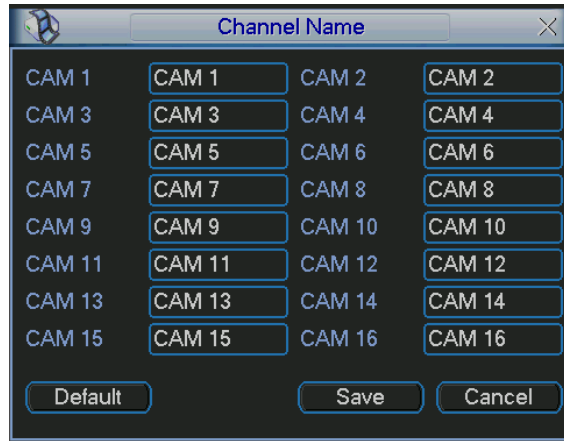 Channel Name
CAM 1 CAM 1 CAM 2 CAM 2
CAM 3 CAM 3 CAM 4 CAM 4
CAM 5 CAM 5 CAM 6 CAM 6
CAM 7 CAM 7 CAM 8 CAM 8
CAM 9 CAM 9 CAM 10 CAM 10
CAM 11 CAM 11 CAM 12 CAM 12
CAM 13 CAM 13 CAM 14 CAM 14
CAM 15 CAM 15 CAM 16 CAM 16
Default Save Cancel